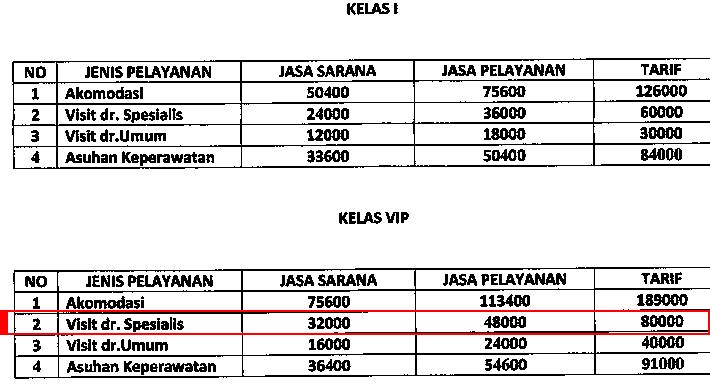 KELAS I
NO JENIS PELAYANAN JASA SARANA JASA PELAYANAN TARIF
1 Akomodasi 50400 75600 126000
2 Visit dr. Spesialis 24000 36000 60000
3 Visit dr.Umum 12000 18000 30000
4 Asuhan Keperawatan 33600 50400 84000
KELAS VIP
NO JENIS PELAYANAN JASA SARANA JASA PELAYANAN TARIF
1 Akomodasi 75600 113400 189000
2 Visit dr. Spesialis 32000 48000 80000
3 Visit dr.Umum 16000 24000 40000
4 Asuhan Keperawatan 36400 54600 91000